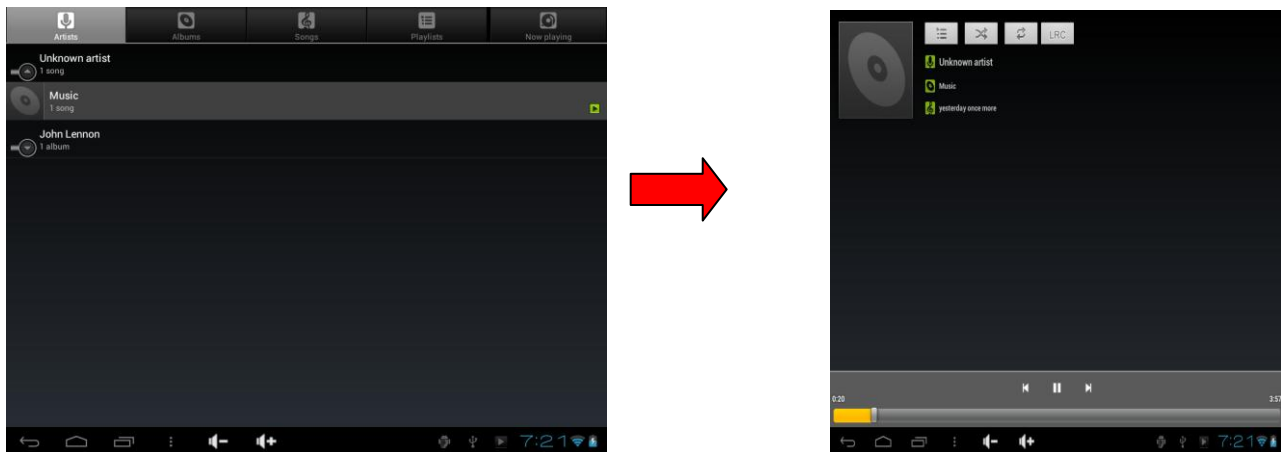 Artists Albums Songs Playlists Now playing
Unknown artist
1 song
Music
1 song
John Lennon
1 album
7:21
LRC
Unknown artist
Music
yesterday once more
0:20 3:57
7:21